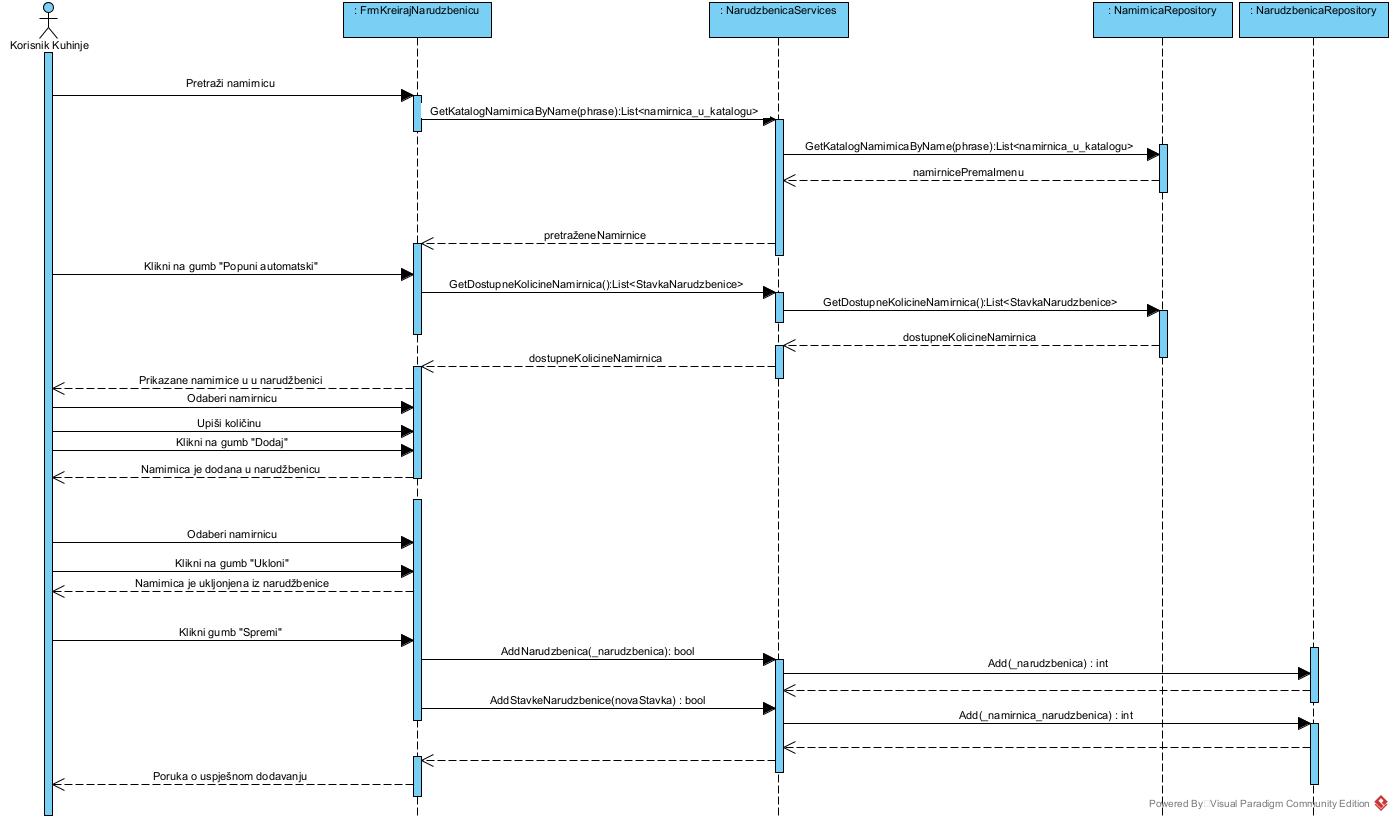 : FrmKreirajNarudzbenicu
: NarudzbenicaServices
: NamirnicaRepository
: NarudzbenicaRepository
Korisnik Kuhinje
Pretraži namirnicu
GetKatalogNamirnicaByName(phrase):List<namirnica_u_katalogu>
GetKatalogNamirnicaByName(phrase):List<namirnica_u_katalogu>
namirnicePremaImenu
pretraženeNamirnice
Klikni na gumb "Popuni automatski"
GetDostupneKolicineNamirnica():List<StavkaNarudzbenice>
GetDostupneKolicineNamirnica():List<StavkaNarudzbenice>
dostupneKolicineNamirnica
dostupneKolicineNamirnica
Prikazane namirnice u u narudžbenici
Odaberi namirnicu
Upiši količinu
Klikni na gumb "Dodaj"
Namirnica je dodana u narudžbenicu
Odaberi namirnicu
Klikni na gumb "Ukloni"
Namirnica je ukljonjena iz narudžbenice
Klikni gumb "Spremi"
AddNarudzbenica(_narudzbenica): bool
Add(_narudzbenica) : int
AddStavkeNarudzbenice(novaStavka) : bool
Add(_namirnica_narudzbenica) : int
Poruka o uspješnom dodavanju
Powered By Visual Paradigm Community Edition